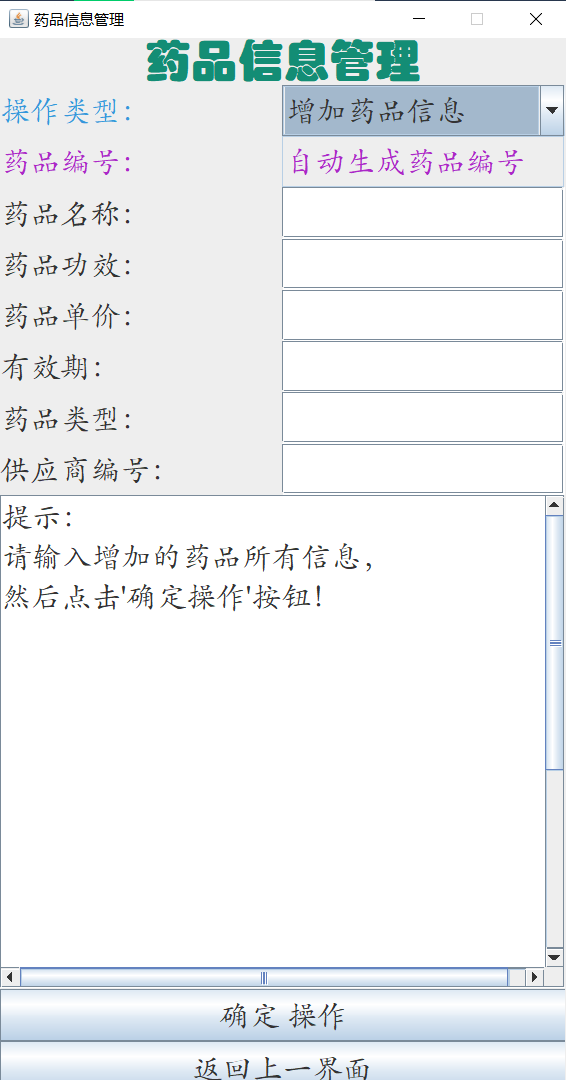 药品信息管理
药品信息管理
操作类型: 增加药品信息
药品编号: 自动生成药品编号
药品名称:
药品功效:
药品单价:
有效期:
药品类型:
供应商编号:
提示:
请输入增加的药品所有信息,
然后点击'确定操作'按钮!
确定 操作
返回上一界面